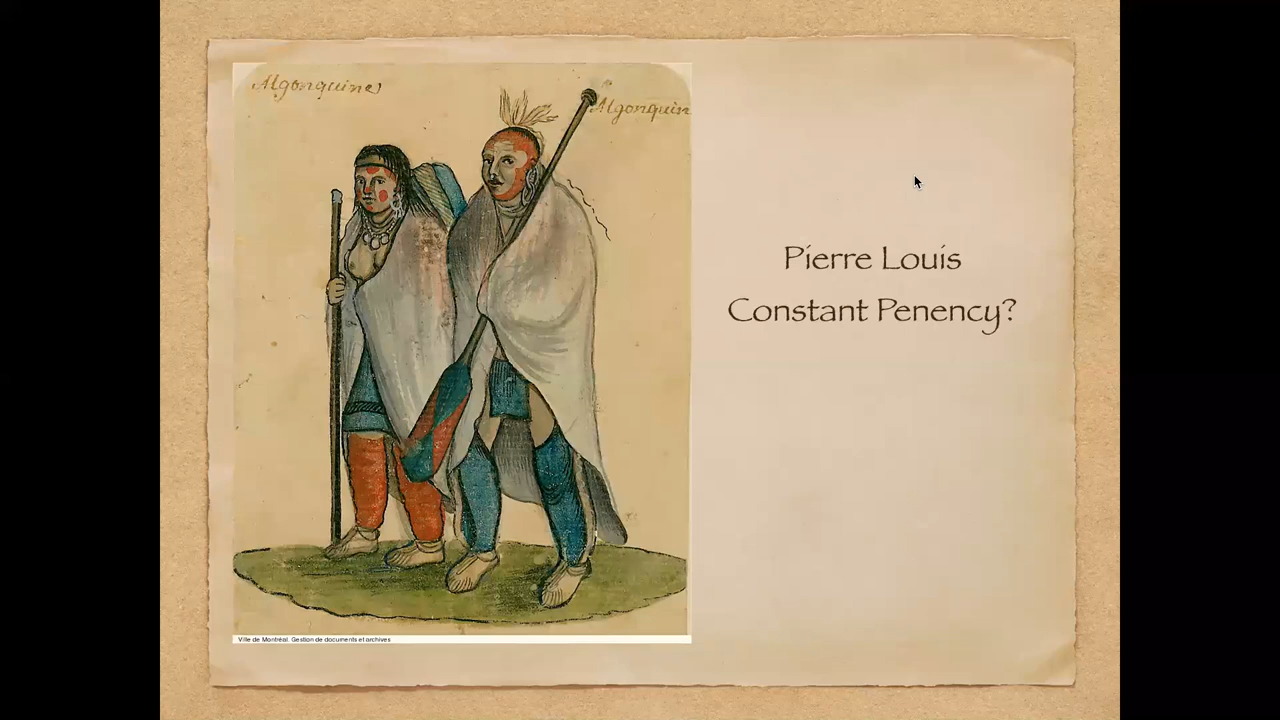 Algonquine
Algonquin
Pierre Louis
Constant Penency?
Ville de Montréal. Gestion de documents et archives